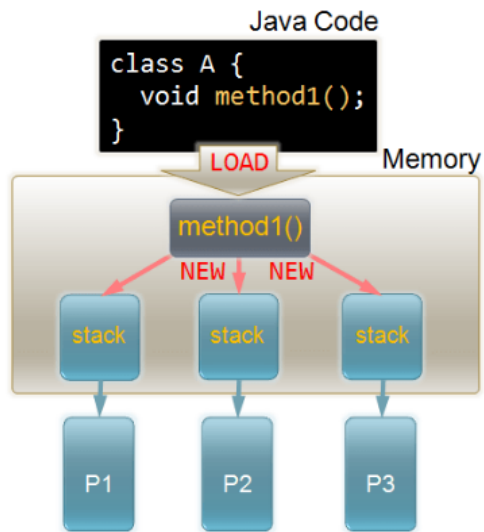 Java Code
class A {
  void method1();
}
LOAD
Memory
method1()
NEW NEW
stack stack stack
P1 P2 P3